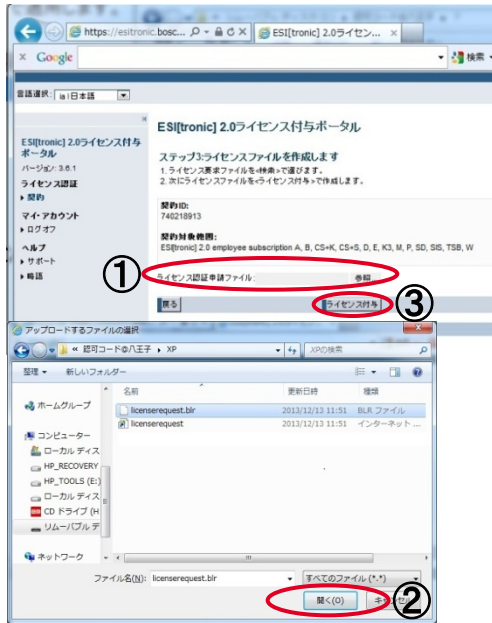 https://esitronic.bosc...
ESI[tronic] 2.0ライセン...
× Google
検索
言語選択: ja|日本語
ESI[tronic] 2.0ライセンス付与ポータル
バージョン: 3.6.1
ライセンス認証
契約
マイ・アカウント
ログオフ
ヘルプ
サポート
略語
ESI[tronic] 2.0ライセンス付与ポータル
ステップ3:ライセンスファイルを作成します
1. ライセンス要求ファイルを<検索>で選びます。
2. 次にライセンスファイルを<ライセンス付与>で作成します。
契約ID:
740218913
契約対象範囲:
ESI[tronic] 2.0 employee subscription A, B, CS+K, CS+S, D, E, K3, M, P, SD, SIS, TSB, W
① ライセンス認証申請ファイル: 参照
戻る ライセンス付与 ③
アップロードするファイルの選択
« 認可コード@八王子 ▸ XP XPの検索
整理 新しいフォルダー
名前 更新日時 種類
ホームグループ
licenserequest.blr 2013/12/13 11:51 BLR ファイル
licenserequest 2013/12/13 11:51 インターネット ...
コンピューター
ローカル ディス
HP_RECOVERY
HP_TOOLS (E:)
ローカル ディス
CD ドライブ (H
リムーバブル デ
ネットワーク
ファイル名(N): licenserequest.blr すべてのファイル (*.*)
開く(O) ②